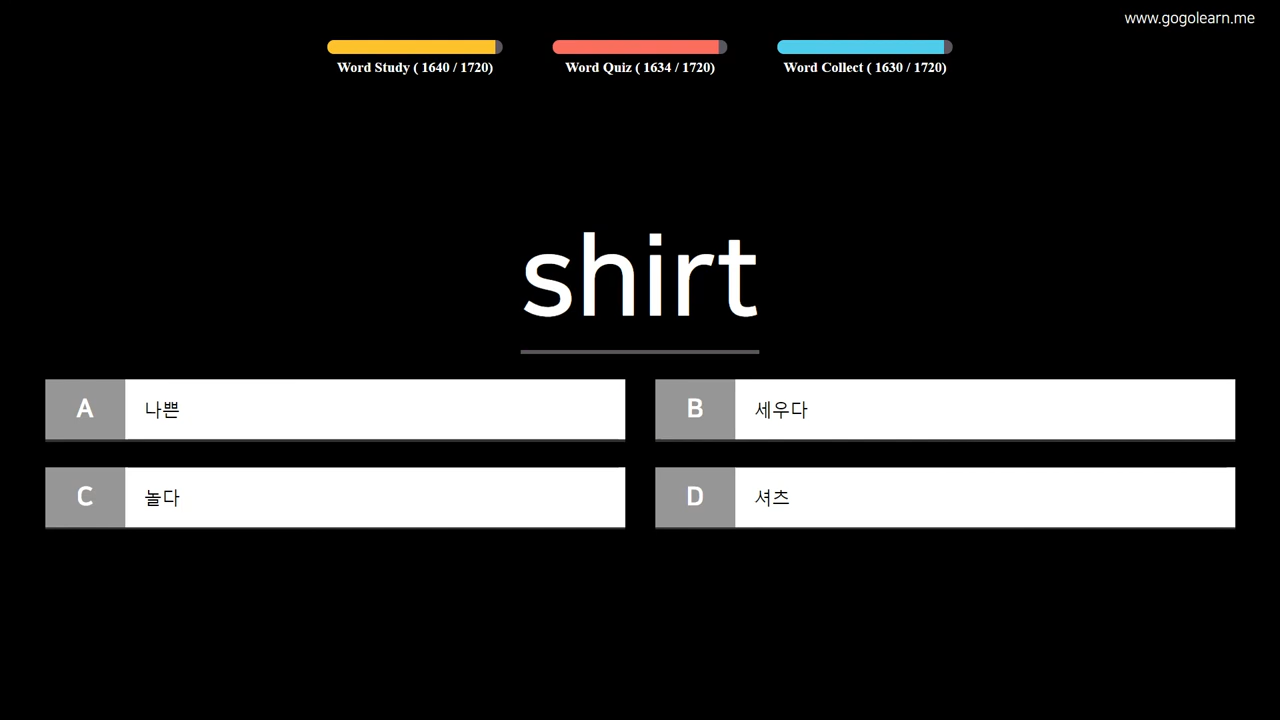 www.gogolearn.me
Word Study ( 1640 / 1720)
Word Quiz ( 1634 / 1720)
Word Collect ( 1630 / 1720)
shirt
A 나쁜
B 세우다
C 놀다
D 셔츠